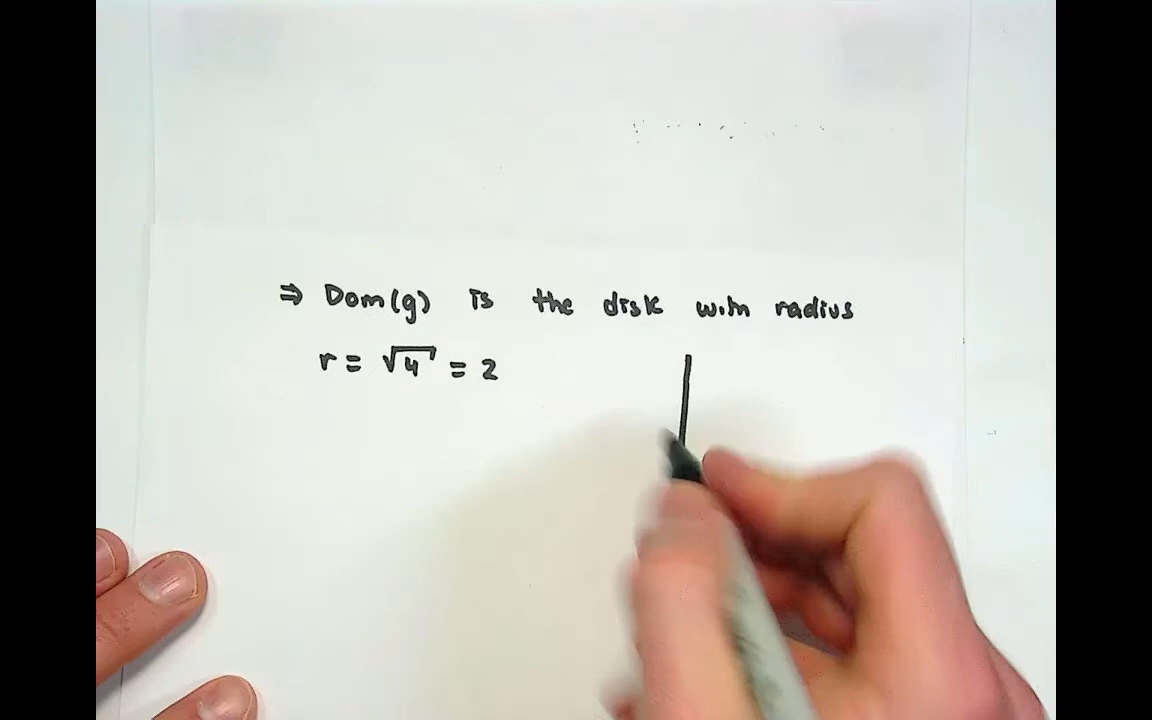 ⇒ Dom(g) is the disk with radius
r = √4 = 2